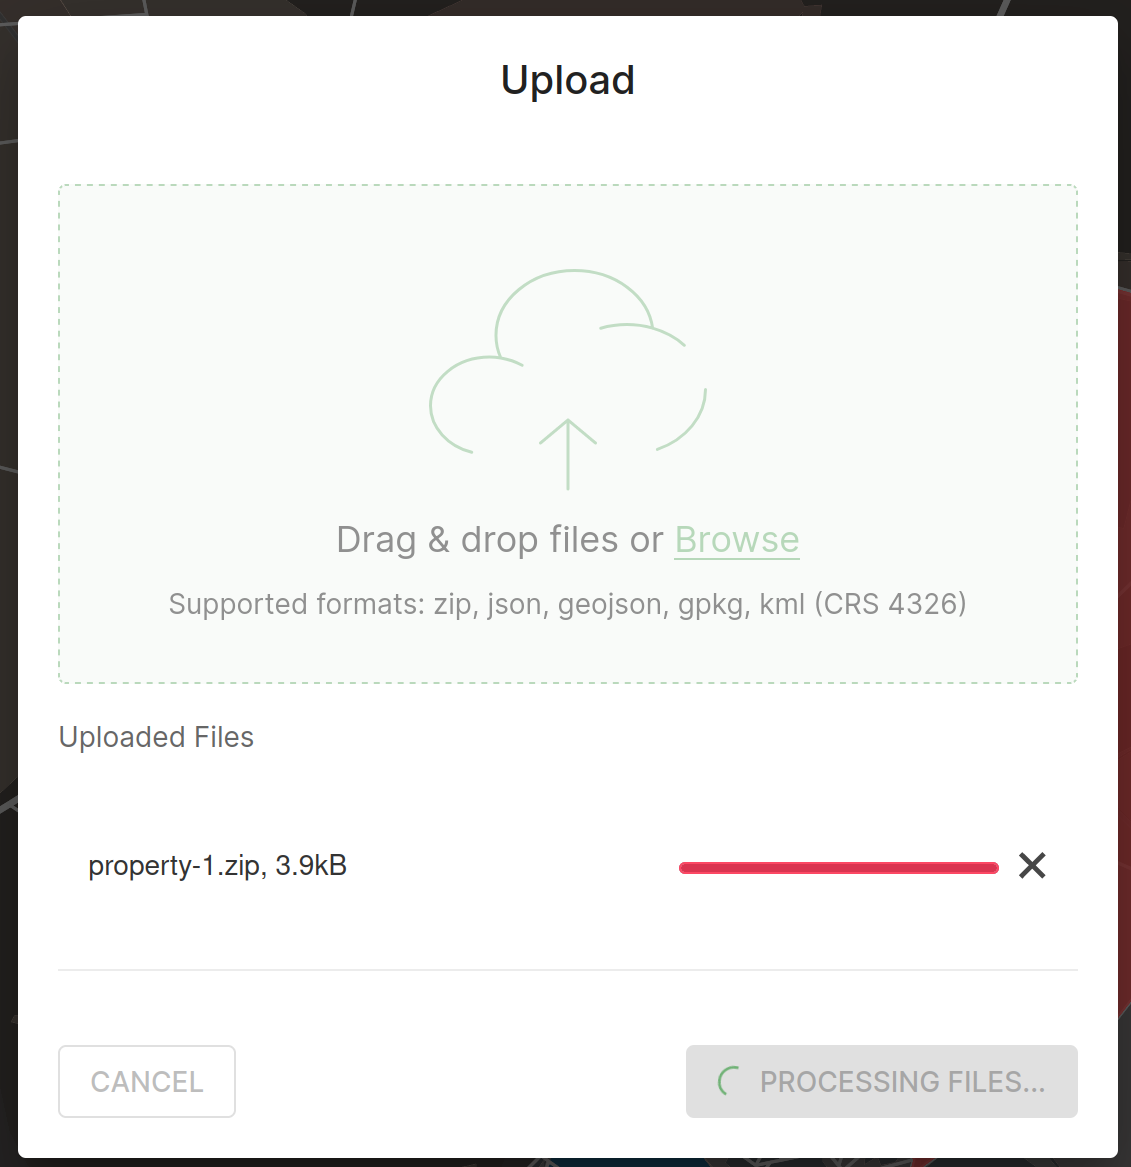 Upload
Drag & drop files or Browse
Supported formats: zip, json, geojson, gpkg, kml (CRS 4326)
Uploaded Files
property-1.zip, 3.9kB
CANCEL
PROCESSING FILES...